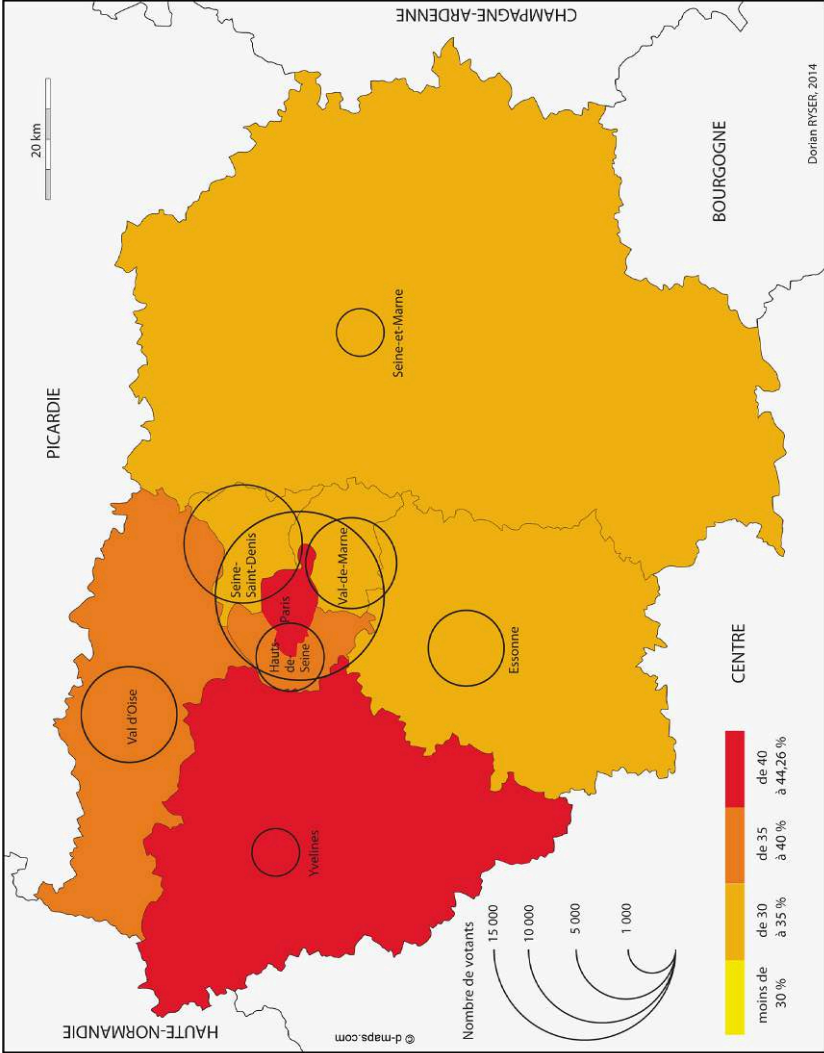 PICARDIE
CHAMPAGNE-ARDENNE
HAUTE-NORMANDIE
20 km
Val d'Oise
Seine-
Saint-Denis
Paris
Hauts
de
Seine
Val-de-Marne
Yvelines
Seine-et-Marne
Essonne
CENTRE
BOURGOGNE
© d-maps.com
Nombre de votants
15 000
10 000
5 000
1 000
moins de
30 %
de 30
à 35 %
de 35
à 40 %
de 40
à 44,26 %
Dorian RYSER, 2014